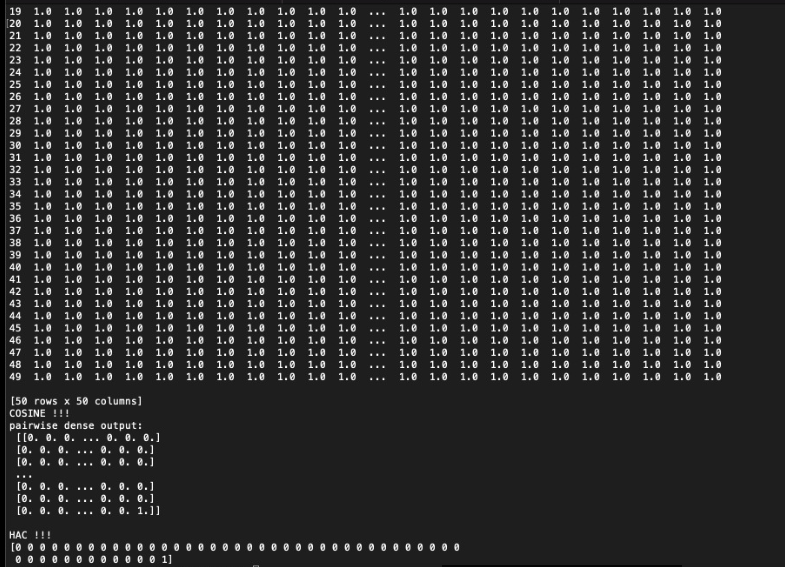 19 1.0 1.0 1.0 1.0 1.0 1.0 1.0 1.0 1.0 1.0 1.0 ... 1.0 1.0 1.0 1.0 1.0 1.0 1.0 1.0 1.0 1.0 1.0
20 1.0 1.0 1.0 1.0 1.0 1.0 1.0 1.0 1.0 1.0 1.0 ... 1.0 1.0 1.0 1.0 1.0 1.0 1.0 1.0 1.0 1.0 1.0
21 1.0 1.0 1.0 1.0 1.0 1.0 1.0 1.0 1.0 1.0 1.0 ... 1.0 1.0 1.0 1.0 1.0 1.0 1.0 1.0 1.0 1.0 1.0
22 1.0 1.0 1.0 1.0 1.0 1.0 1.0 1.0 1.0 1.0 1.0 ... 1.0 1.0 1.0 1.0 1.0 1.0 1.0 1.0 1.0 1.0 1.0
23 1.0 1.0 1.0 1.0 1.0 1.0 1.0 1.0 1.0 1.0 1.0 ... 1.0 1.0 1.0 1.0 1.0 1.0 1.0 1.0 1.0 1.0 1.0
24 1.0 1.0 1.0 1.0 1.0 1.0 1.0 1.0 1.0 1.0 1.0 ... 1.0 1.0 1.0 1.0 1.0 1.0 1.0 1.0 1.0 1.0 1.0
25 1.0 1.0 1.0 1.0 1.0 1.0 1.0 1.0 1.0 1.0 1.0 ... 1.0 1.0 1.0 1.0 1.0 1.0 1.0 1.0 1.0 1.0 1.0
26 1.0 1.0 1.0 1.0 1.0 1.0 1.0 1.0 1.0 1.0 1.0 ... 1.0 1.0 1.0 1.0 1.0 1.0 1.0 1.0 1.0 1.0 1.0
27 1.0 1.0 1.0 1.0 1.0 1.0 1.0 1.0 1.0 1.0 1.0 ... 1.0 1.0 1.0 1.0 1.0 1.0 1.0 1.0 1.0 1.0 1.0
28 1.0 1.0 1.0 1.0 1.0 1.0 1.0 1.0 1.0 1.0 1.0 ... 1.0 1.0 1.0 1.0 1.0 1.0 1.0 1.0 1.0 1.0 1.0
29 1.0 1.0 1.0 1.0 1.0 1.0 1.0 1.0 1.0 1.0 1.0 ... 1.0 1.0 1.0 1.0 1.0 1.0 1.0 1.0 1.0 1.0 1.0
30 1.0 1.0 1.0 1.0 1.0 1.0 1.0 1.0 1.0 1.0 1.0 ... 1.0 1.0 1.0 1.0 1.0 1.0 1.0 1.0 1.0 1.0 1.0
31 1.0 1.0 1.0 1.0 1.0 1.0 1.0 1.0 1.0 1.0 1.0 ... 1.0 1.0 1.0 1.0 1.0 1.0 1.0 1.0 1.0 1.0 1.0
32 1.0 1.0 1.0 1.0 1.0 1.0 1.0 1.0 1.0 1.0 1.0 ... 1.0 1.0 1.0 1.0 1.0 1.0 1.0 1.0 1.0 1.0 1.0
33 1.0 1.0 1.0 1.0 1.0 1.0 1.0 1.0 1.0 1.0 1.0 ... 1.0 1.0 1.0 1.0 1.0 1.0 1.0 1.0 1.0 1.0 1.0
34 1.0 1.0 1.0 1.0 1.0 1.0 1.0 1.0 1.0 1.0 1.0 ... 1.0 1.0 1.0 1.0 1.0 1.0 1.0 1.0 1.0 1.0 1.0
35 1.0 1.0 1.0 1.0 1.0 1.0 1.0 1.0 1.0 1.0 1.0 ... 1.0 1.0 1.0 1.0 1.0 1.0 1.0 1.0 1.0 1.0 1.0
36 1.0 1.0 1.0 1.0 1.0 1.0 1.0 1.0 1.0 1.0 1.0 ... 1.0 1.0 1.0 1.0 1.0 1.0 1.0 1.0 1.0 1.0 1.0
37 1.0 1.0 1.0 1.0 1.0 1.0 1.0 1.0 1.0 1.0 1.0 ... 1.0 1.0 1.0 1.0 1.0 1.0 1.0 1.0 1.0 1.0 1.0
38 1.0 1.0 1.0 1.0 1.0 1.0 1.0 1.0 1.0 1.0 1.0 ... 1.0 1.0 1.0 1.0 1.0 1.0 1.0 1.0 1.0 1.0 1.0
39 1.0 1.0 1.0 1.0 1.0 1.0 1.0 1.0 1.0 1.0 1.0 ... 1.0 1.0 1.0 1.0 1.0 1.0 1.0 1.0 1.0 1.0 1.0
40 1.0 1.0 1.0 1.0 1.0 1.0 1.0 1.0 1.0 1.0 1.0 ... 1.0 1.0 1.0 1.0 1.0 1.0 1.0 1.0 1.0 1.0 1.0
41 1.0 1.0 1.0 1.0 1.0 1.0 1.0 1.0 1.0 1.0 1.0 ... 1.0 1.0 1.0 1.0 1.0 1.0 1.0 1.0 1.0 1.0 1.0
42 1.0 1.0 1.0 1.0 1.0 1.0 1.0 1.0 1.0 1.0 1.0 ... 1.0 1.0 1.0 1.0 1.0 1.0 1.0 1.0 1.0 1.0 1.0
43 1.0 1.0 1.0 1.0 1.0 1.0 1.0 1.0 1.0 1.0 1.0 ... 1.0 1.0 1.0 1.0 1.0 1.0 1.0 1.0 1.0 1.0 1.0
44 1.0 1.0 1.0 1.0 1.0 1.0 1.0 1.0 1.0 1.0 1.0 ... 1.0 1.0 1.0 1.0 1.0 1.0 1.0 1.0 1.0 1.0 1.0
45 1.0 1.0 1.0 1.0 1.0 1.0 1.0 1.0 1.0 1.0 1.0 ... 1.0 1.0 1.0 1.0 1.0 1.0 1.0 1.0 1.0 1.0 1.0
46 1.0 1.0 1.0 1.0 1.0 1.0 1.0 1.0 1.0 1.0 1.0 ... 1.0 1.0 1.0 1.0 1.0 1.0 1.0 1.0 1.0 1.0 1.0
47 1.0 1.0 1.0 1.0 1.0 1.0 1.0 1.0 1.0 1.0 1.0 ... 1.0 1.0 1.0 1.0 1.0 1.0 1.0 1.0 1.0 1.0 1.0
48 1.0 1.0 1.0 1.0 1.0 1.0 1.0 1.0 1.0 1.0 1.0 ... 1.0 1.0 1.0 1.0 1.0 1.0 1.0 1.0 1.0 1.0 1.0
49 1.0 1.0 1.0 1.0 1.0 1.0 1.0 1.0 1.0 1.0 1.0 ... 1.0 1.0 1.0 1.0 1.0 1.0 1.0 1.0 1.0 1.0 1.0
[50 rows x 50 columns]
COSINE !!!
pairwise dense output:
[[0. 0. 0. ... 0. 0. 0.]
[0. 0. 0. ... 0. 0. 0.]
[0. 0. 0. ... 0. 0. 0.]
...
[0. 0. 0. ... 0. 0. 0.]
[0. 0. 0. ... 0. 0. 0.]
[0. 0. 0. ... 0. 0. 1.]]
HAC !!!
[0 0 0 0 0 0 0 0 0 0 0 0 0 0 0 0 0 0 0 0 0 0 0 0 0 0 0 0 0 0 0 0 0 0 0 0 0
0 0 0 0 0 0 0 0 0 0 0 0 1]